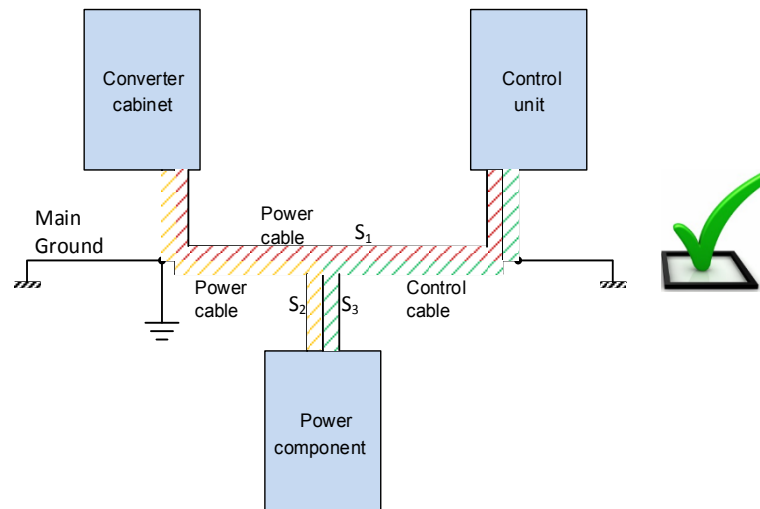 Converter
cabinet
Control
unit
Main
Ground
Power
cable
S₁
Power
cable
S₂
S₃
Control
cable
Power
component